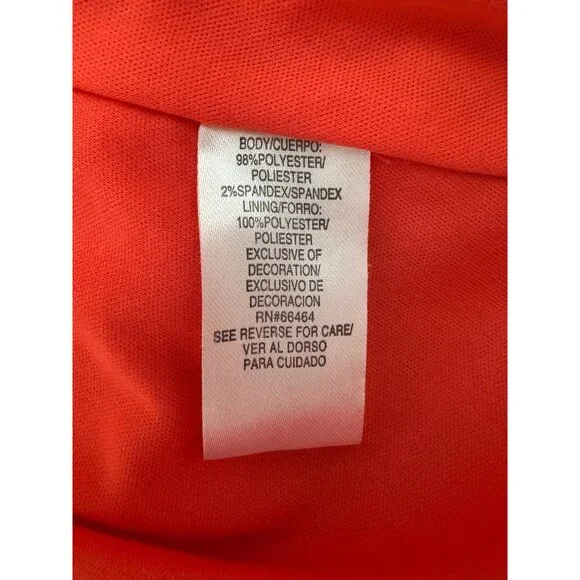 BODY/CUERPO:
98%POLYESTER/
POLIESTER
2%SPANDEX/SPANDEX
LINING/FORRO:
100%POLYESTER/
POLIESTER
EXCLUSIVE OF
DECORATION/
EXCLUSIVO DE
DECORACION
RN#66464
SEE REVERSE FOR CARE/
VER AL DORSO
PARA CUIDADO